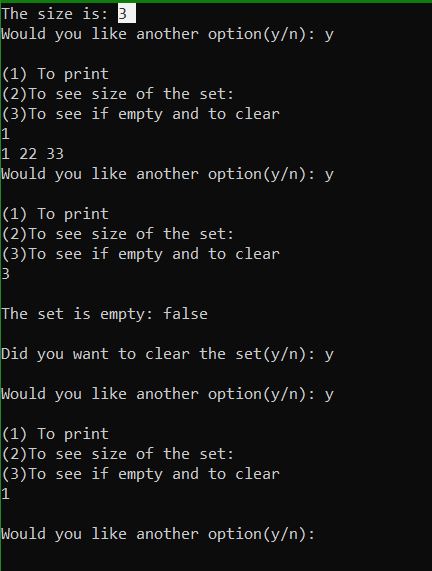 The size is: 3
Would you like another option(y/n): y
(1) To print
(2)To see size of the set:
(3)To see if empty and to clear
1
1 22 33
Would you like another option(y/n): y
(1) To print
(2)To see size of the set:
(3)To see if empty and to clear
3
The set is empty: false
Did you want to clear the set(y/n): y
Would you like another option(y/n): y
(1) To print
(2)To see size of the set:
(3)To see if empty and to clear
1
Would you like another option(y/n):